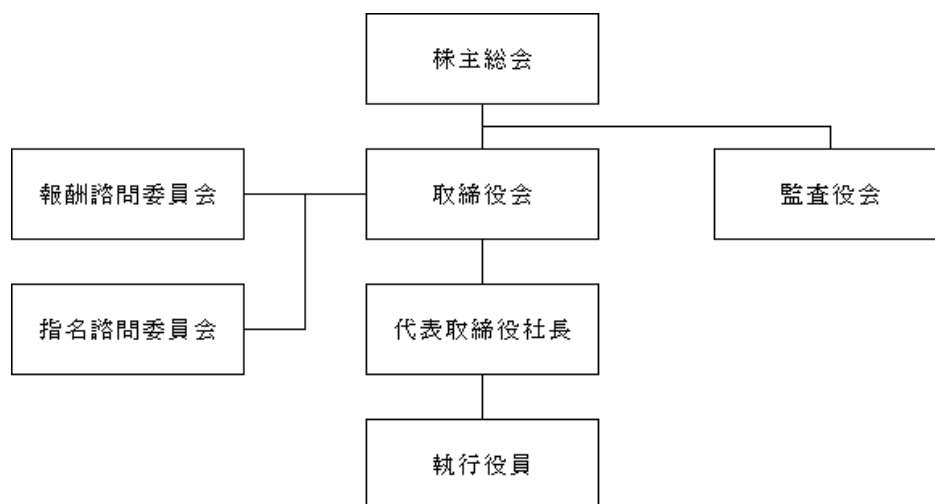 株主総会
報酬諮問委員会
取締役会
監査役会
指名諮問委員会
代表取締役社長
執行役員